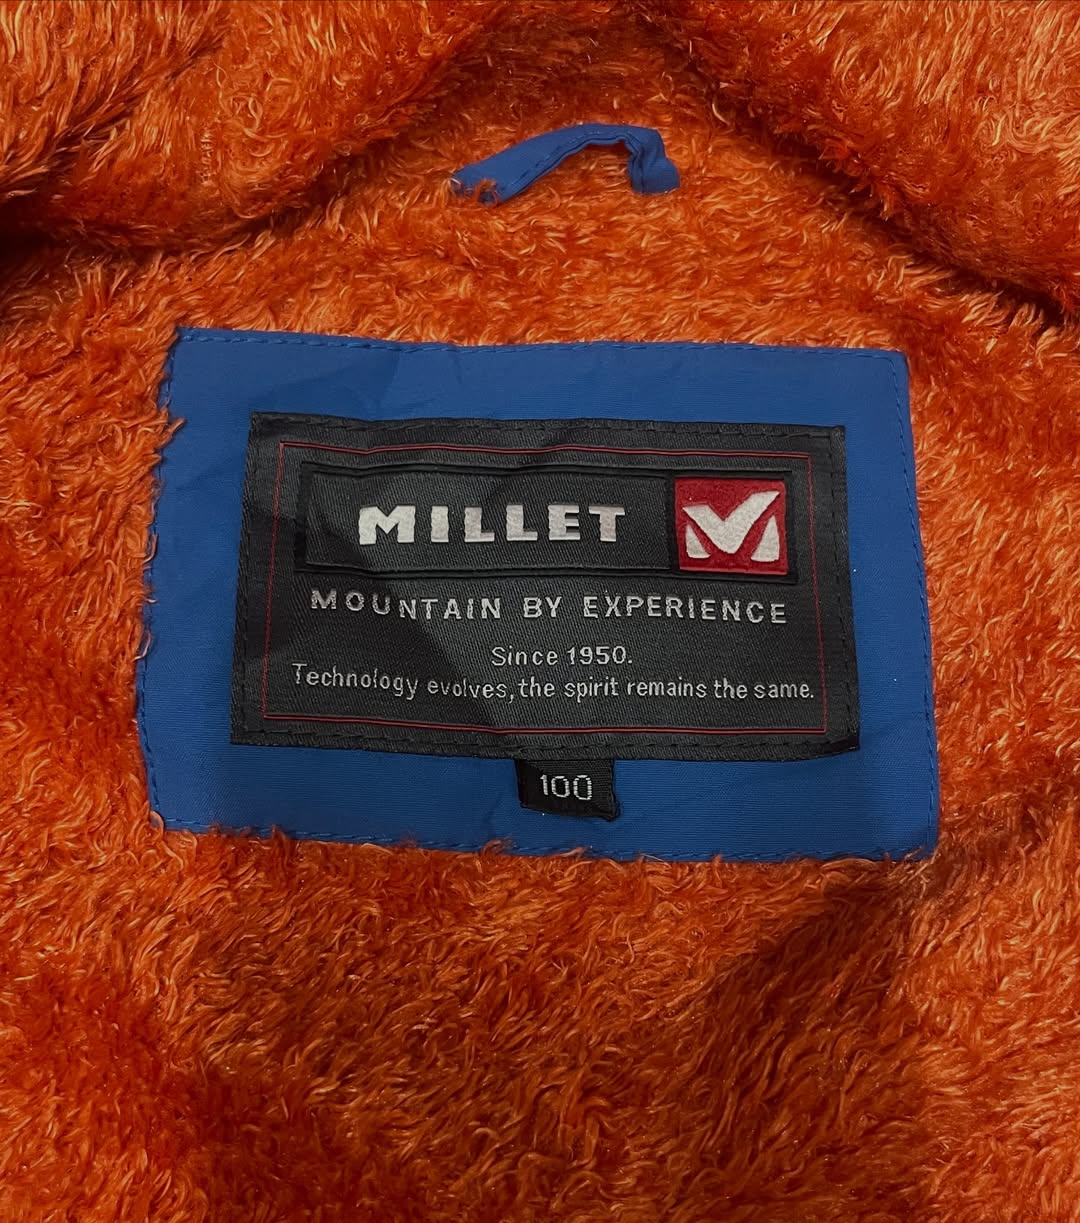 MILLET
MOUNTAIN BY EXPERIENCE
Since 1950.
Technology evolves, the spirit remains the same.
100